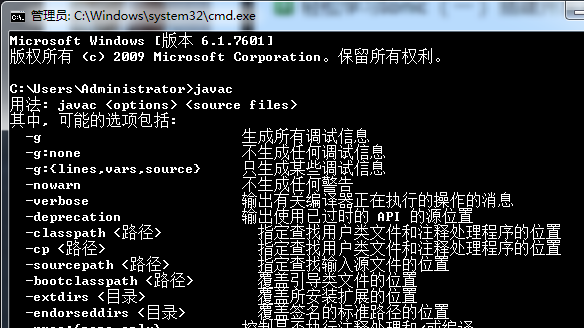 管理员: C:\Windows\system32\cmd.exe
Microsoft Windows [版本 6.1.7601]
版权所有 (c) 2009 Microsoft Corporation。保留所有权利。
C:\Users\Administrator>javac
用法: javac <options> <source files>
其中, 可能的选项包括:
-g 生成所有调试信息
-g:none 不生成任何调试信息
-g:{lines,vars,source} 只生成某些调试信息
-nowarn 不生成任何警告
-verbose 输出有关编译器正在执行的操作的消息
-deprecation 输出使用已过时的 API 的源位置
-classpath <路径> 指定查找用户类文件和注释处理程序的位置
-cp <路径> 指定查找用户类文件和注释处理程序的位置
-sourcepath <路径> 指定查找输入源文件的位置
-bootclasspath <路径> 覆盖引导类文件的位置
-extdirs <目录> 覆盖所安装扩展的位置
-endorseddirs <目录> 覆盖签名的标准路径的位置